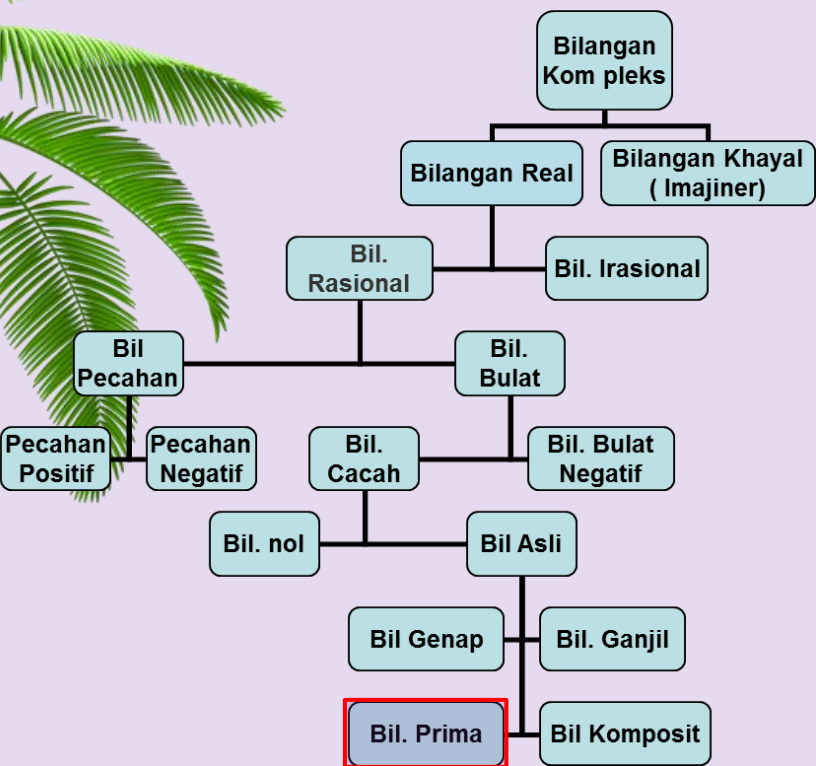 Bilangan
Kom pleks
Bilangan Real
Bilangan Khayal
( Imajiner)
Bil.
Rasional
Bil. Irasional
Bil
Pecahan
Bil.
Bulat
Pecahan
Positif
Pecahan
Negatif
Bil.
Cacah
Bil. Bulat
Negatif
Bil. nol
Bil Asli
Bil Genap
Bil. Ganjil
Bil. Prima
Bil Komposit